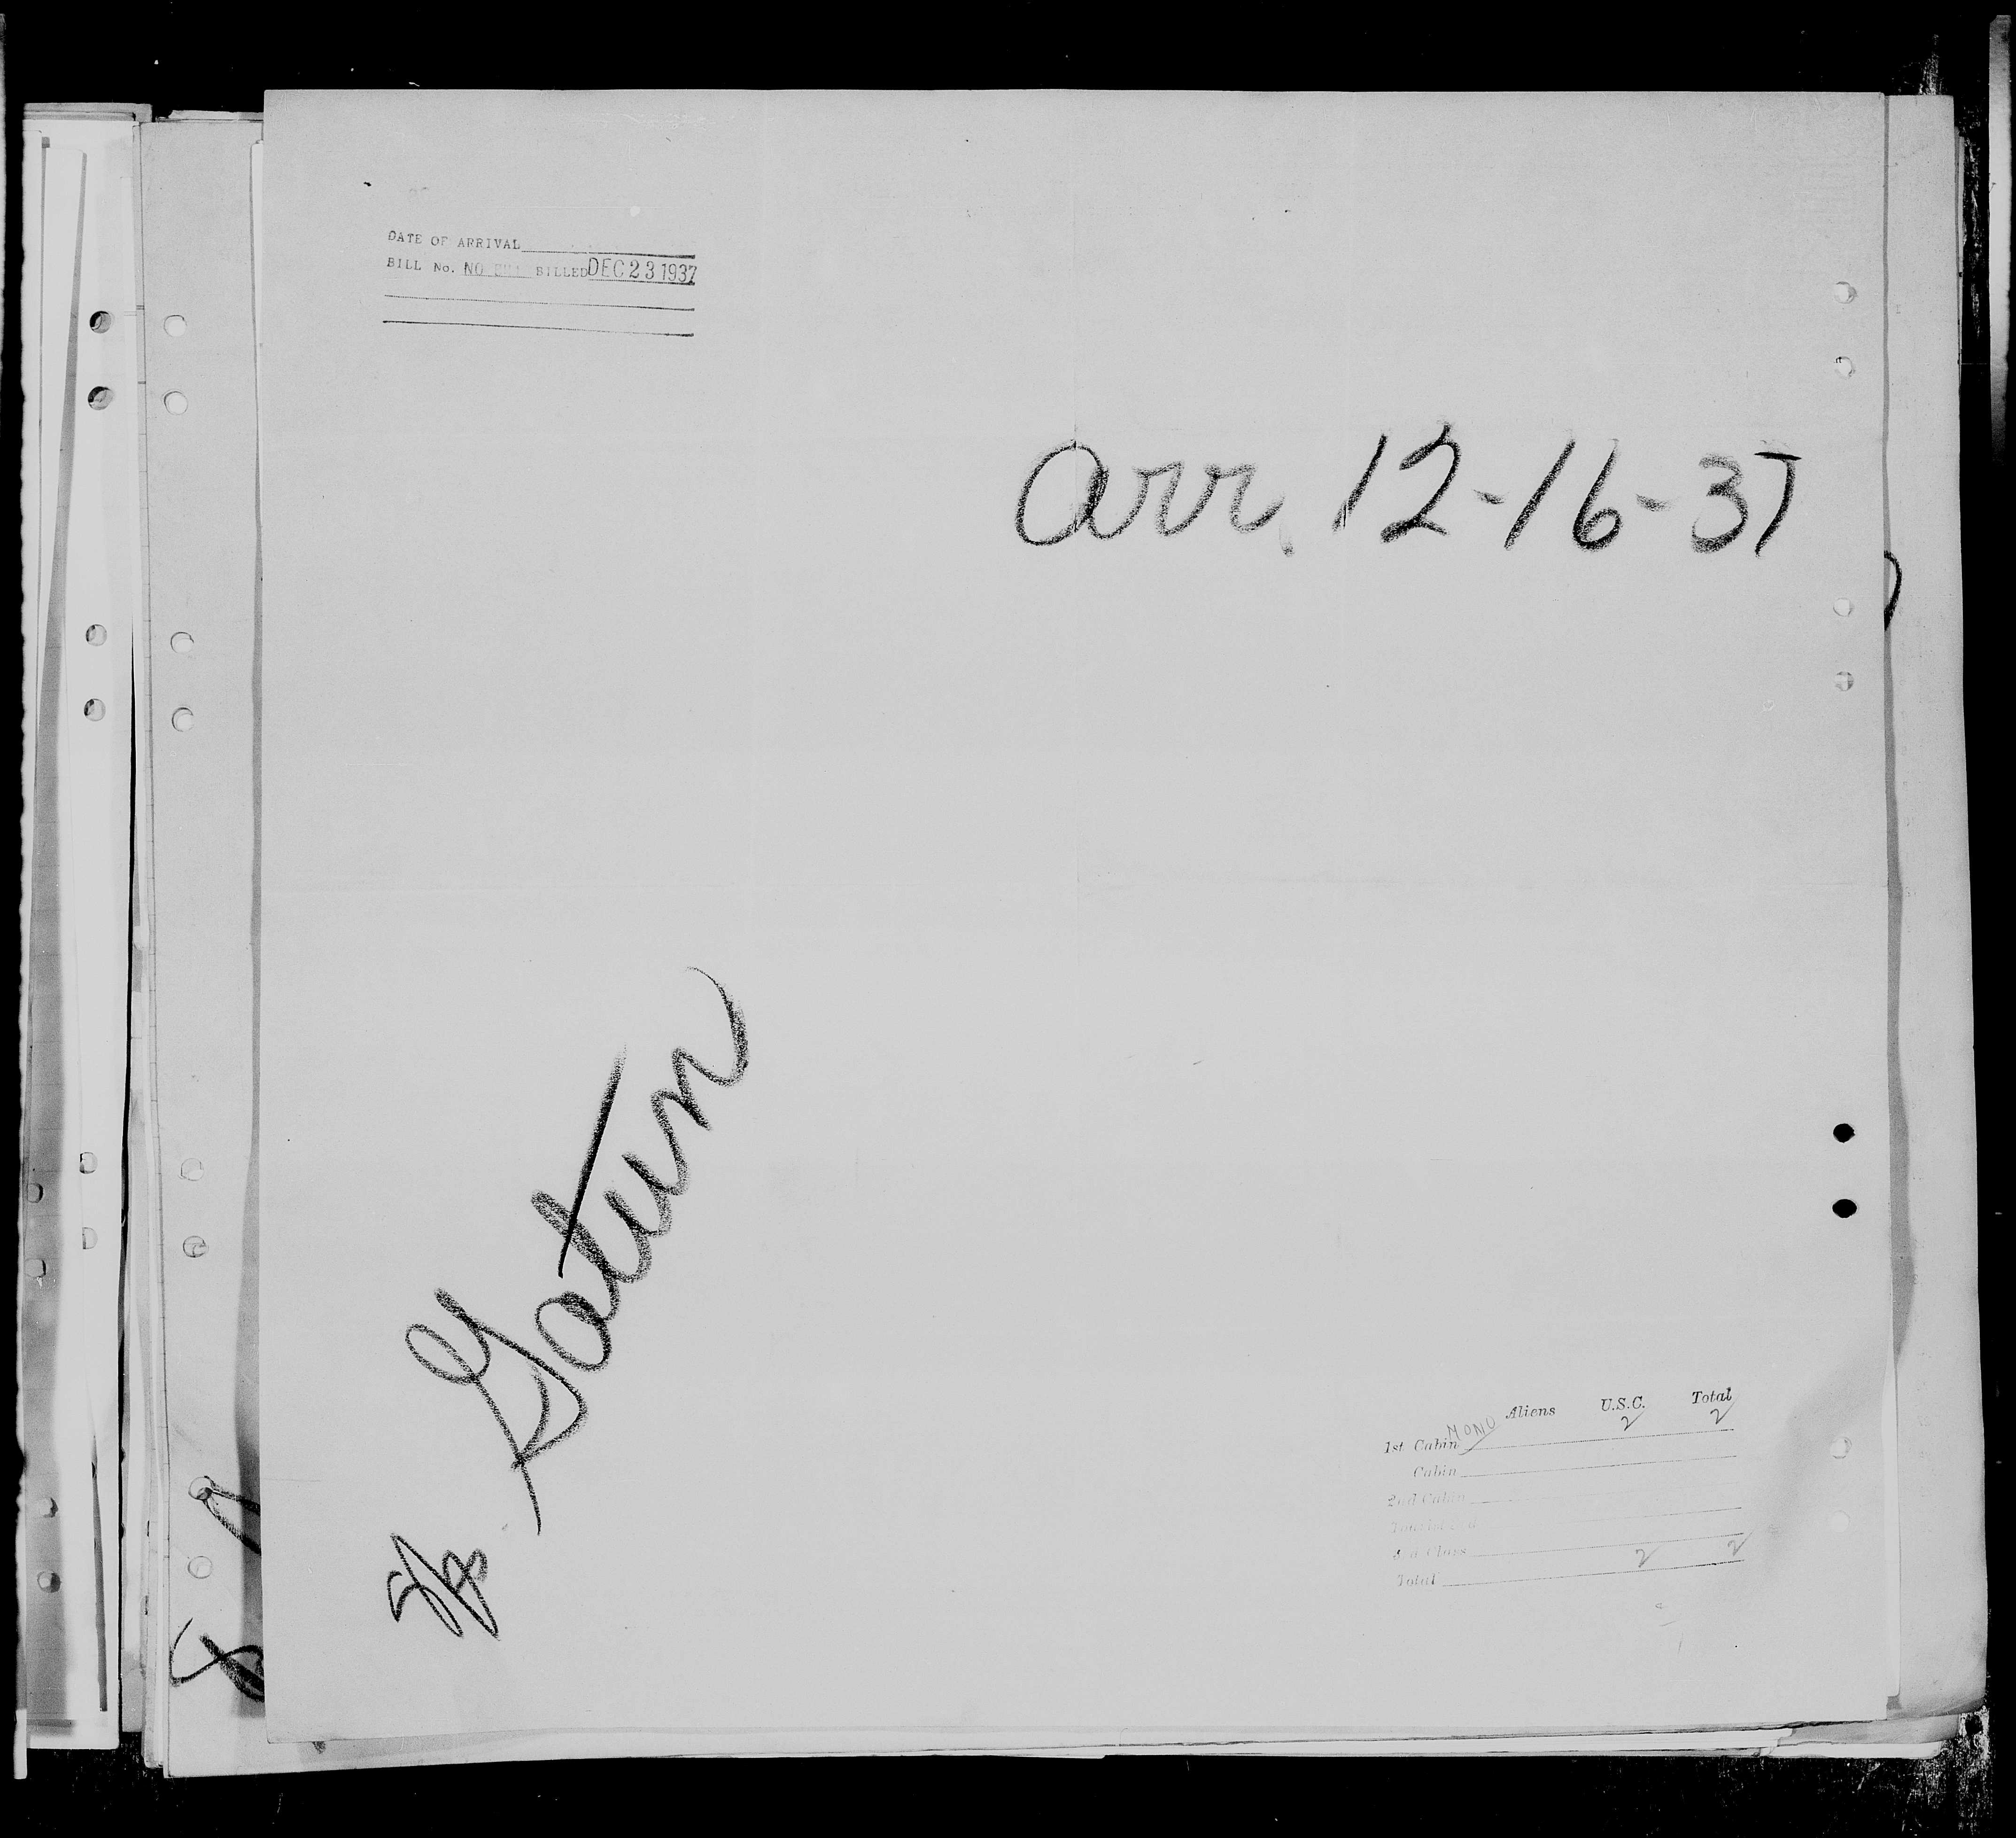 DATE OF ARRIVAL
BILL No. NO BILL BILLED DEC 23 1937
arr. 12-16-37
SS Gatun
Aliens U.S.C. Total
1st Cabin NONE 2 2
Cabin
2nd Cabin
3rd Class
Total 2 2